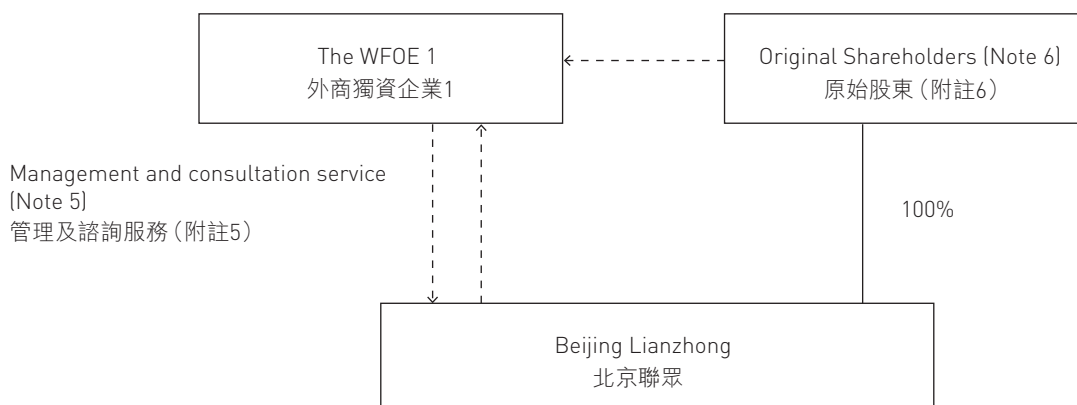 The WFOE 1
外商獨資企業1
Original Shareholders (Note 6)
原始股東（附註6）
Management and consultation service
(Note 5)
管理及諮詢服務（附註5）
100%
Beijing Lianzhong
北京聯眾